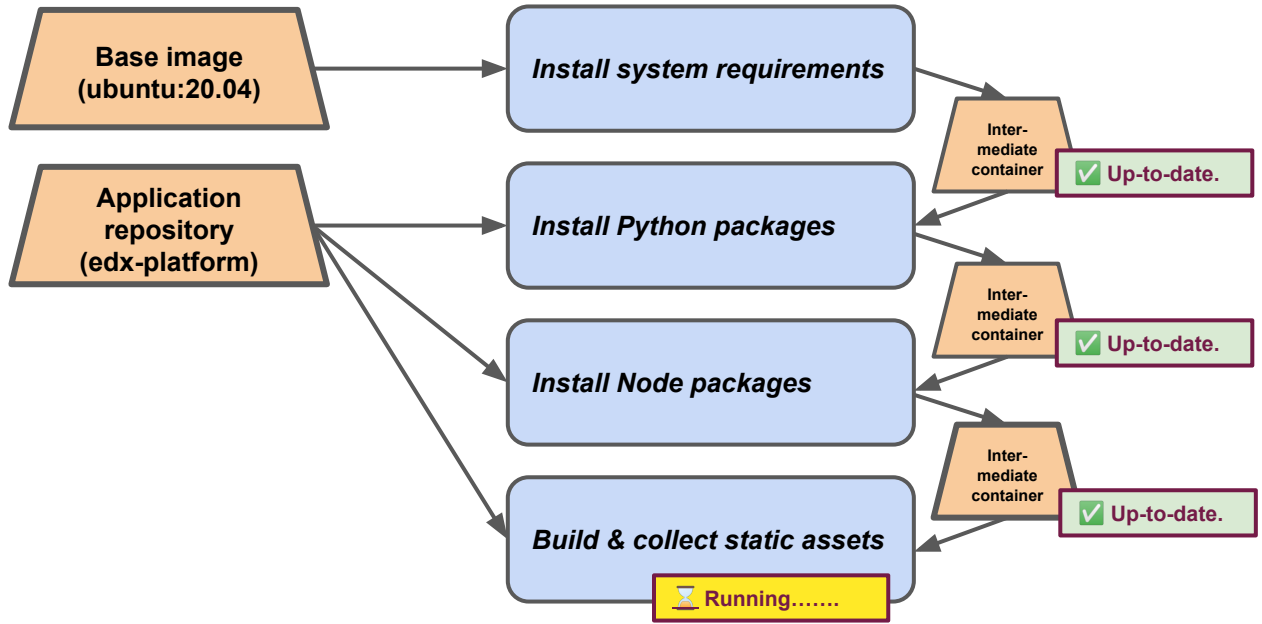 Base image
(ubuntu:20.04)
Install system requirements
Inter-
mediate
container
✅ Up-to-date.
Application
repository
(edx-platform)
Install Python packages
Inter-
mediate
container
✅ Up-to-date.
Install Node packages
Inter-
mediate
container
✅ Up-to-date.
Build & collect static assets
⏳ Running…….